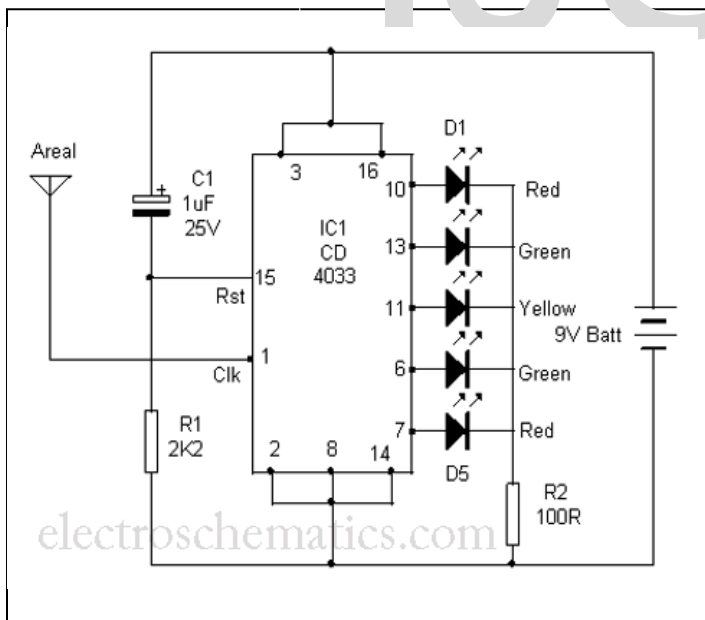 D1
Areal
3
16
C1
1uF
25V
10
Red
IC1
CD
4033
13
Green
15
Rst
11
Yellow
9V Batt
1
Clk
6
Green
R1
2K2
7
Red
2
8
14
D5
R2
100R
electroschematics.com